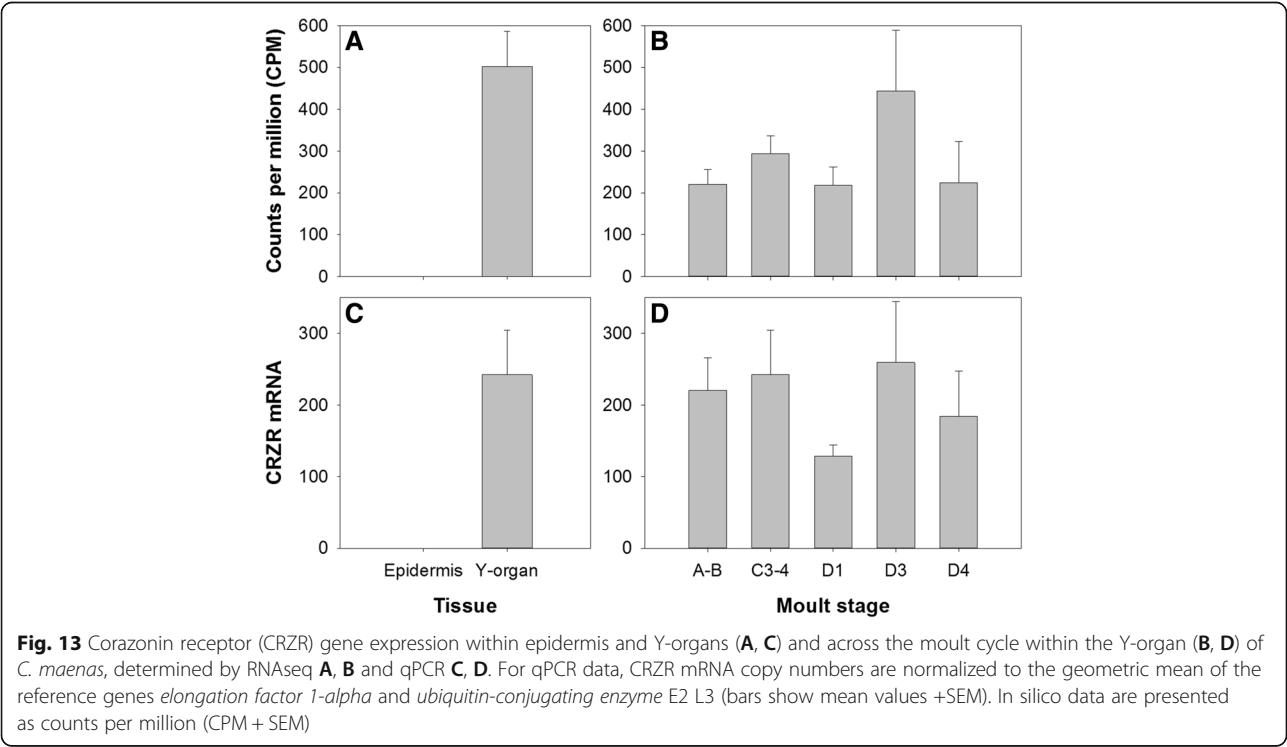 600
500
400
300
200
100
0
Counts per million (CPM)
A
600
500
400
300
200
100
0
B
300
200
100
0
CRZR mRNA
C
Epidermis Y-organ
Tissue
300
200
100
0
D
A-B C3-4 D1 D3 D4
Moult stage
Fig. 13 Corazonin receptor (CRZR) gene expression within epidermis and Y-organs (A, C) and across the moult cycle within the Y-organ (B, D) of
C. maenas, determined by RNAseq A, B and qPCR C, D. For qPCR data, CRZR mRNA copy numbers are normalized to the geometric mean of the
reference genes elongation factor 1-alpha and ubiquitin-conjugating enzyme E2 L3 (bars show mean values +SEM). In silico data are presented
as counts per million (CPM + SEM)